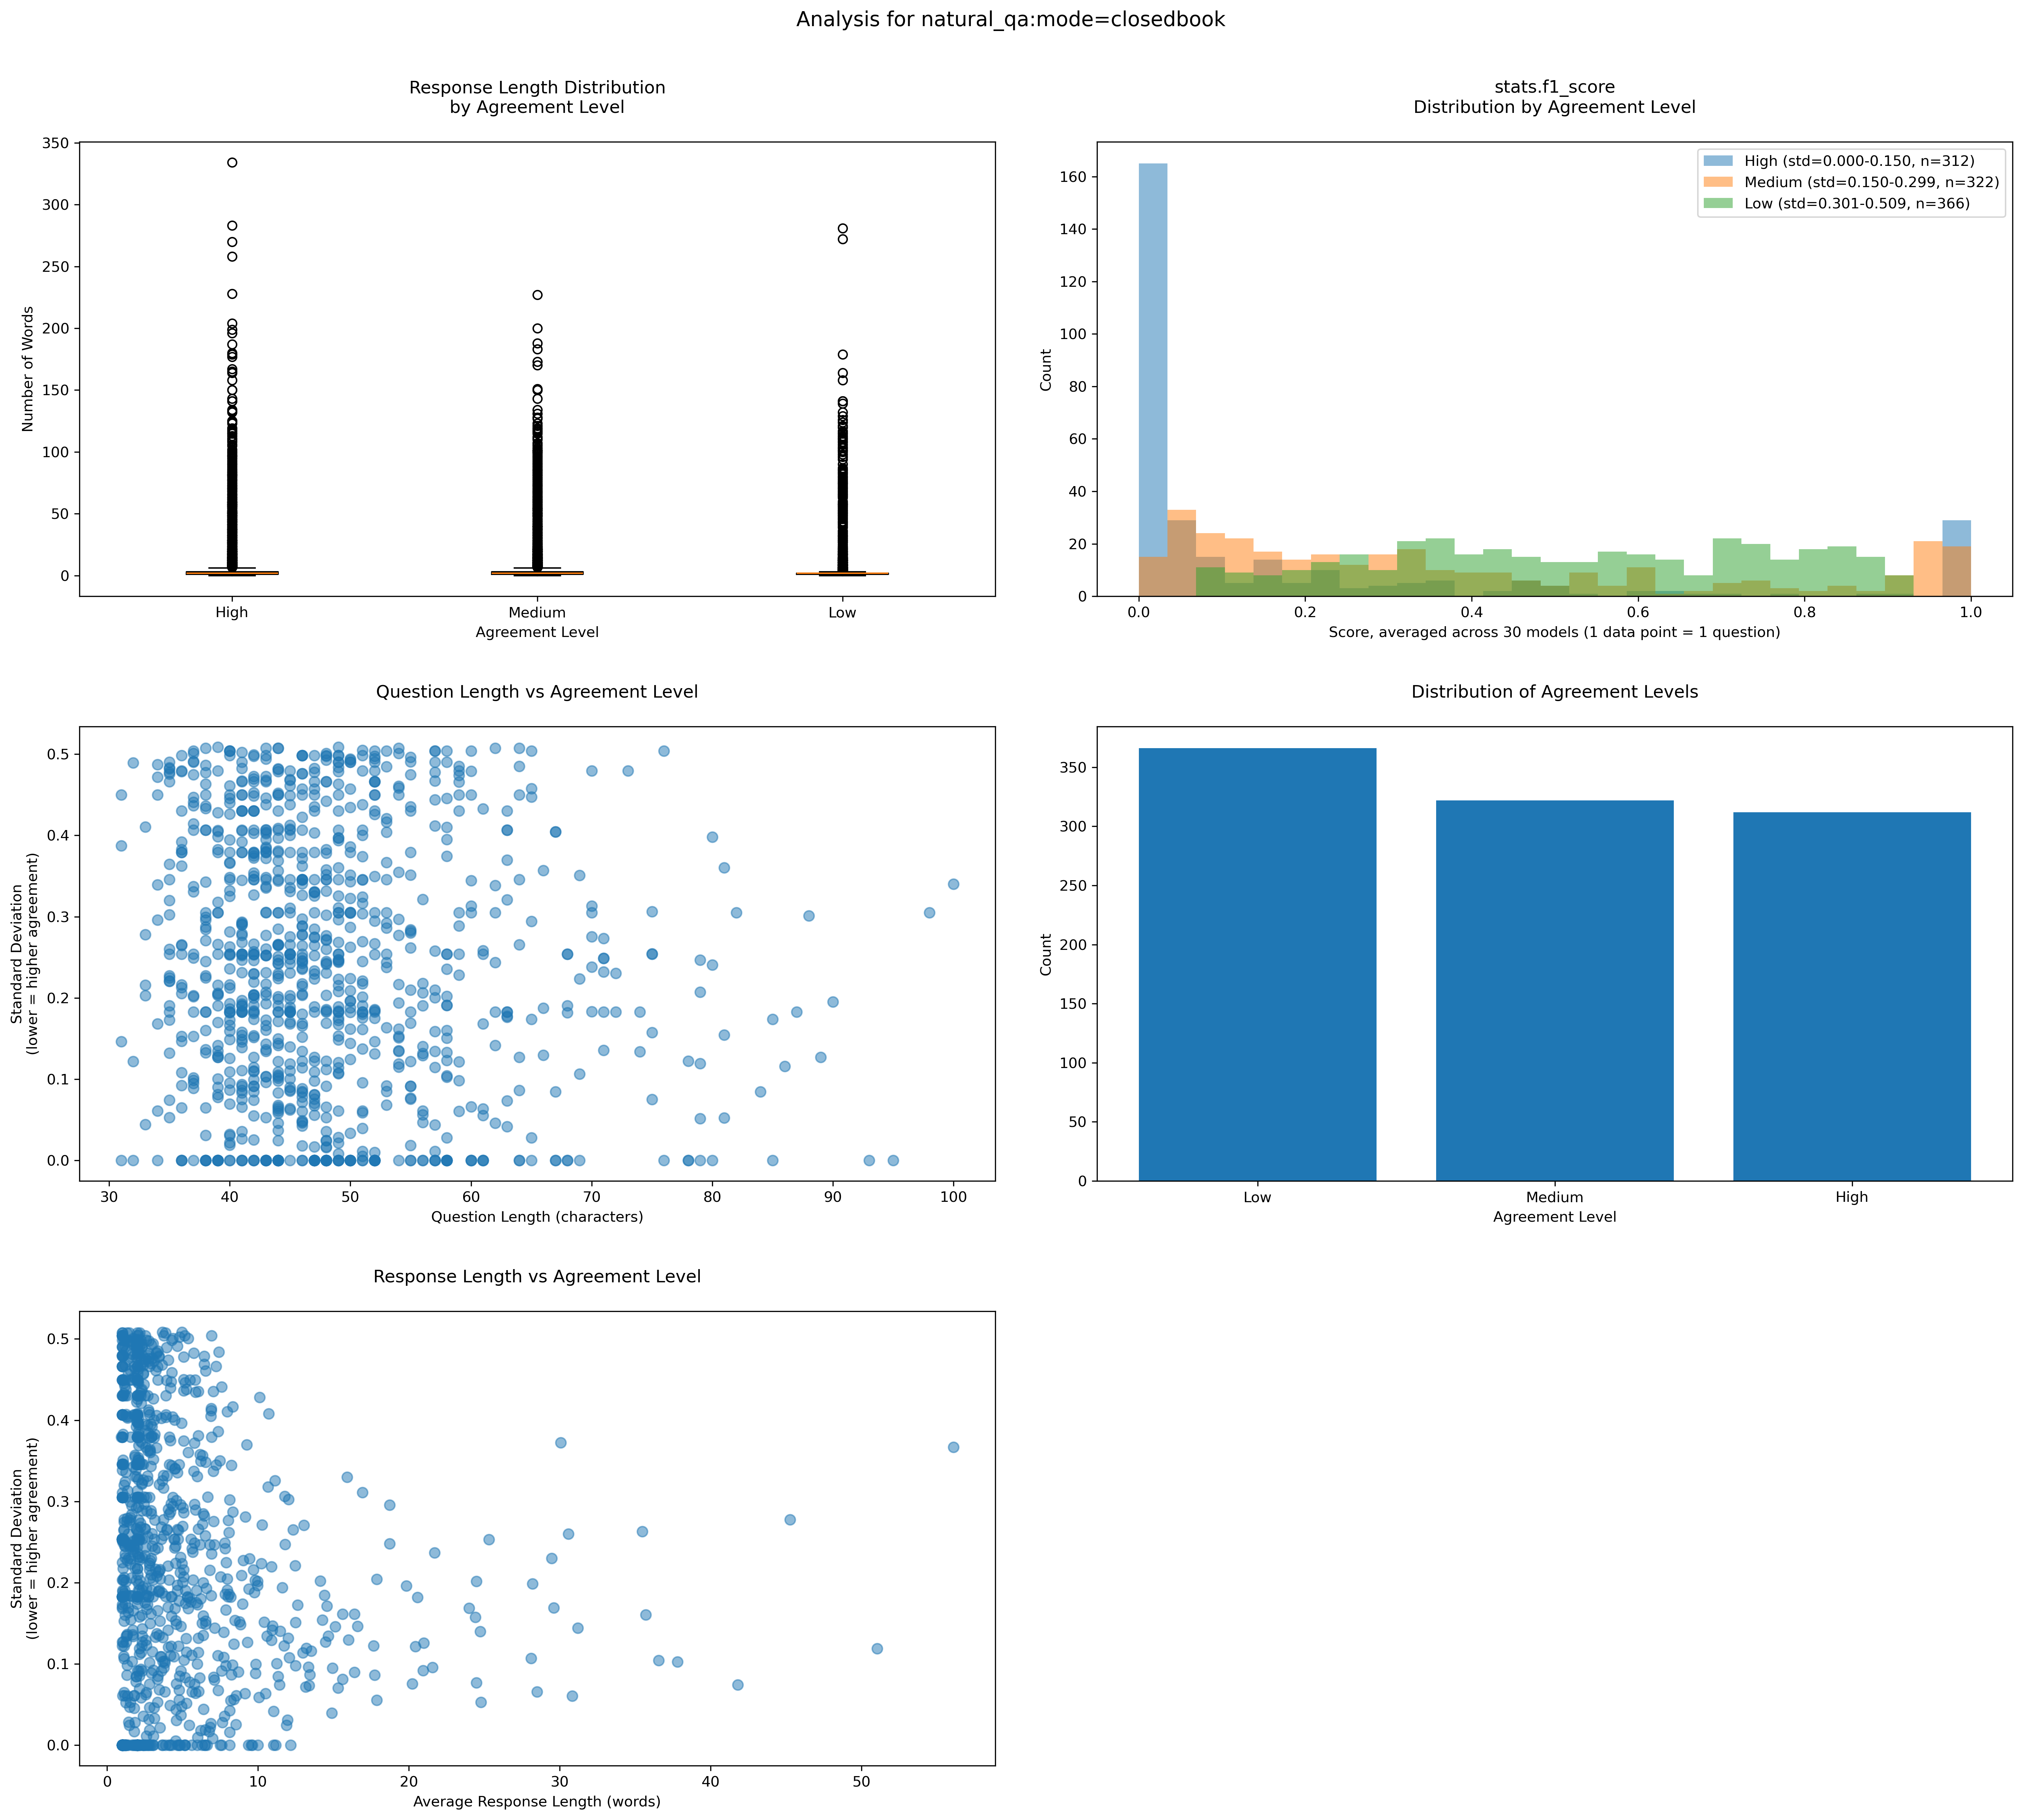 Analysis for natural_qa:mode=closedbook
Response Length Distribution
by Agreement Level
Number of Words
350
300
250
200
150
100
50
0
High
Medium
Low
Agreement Level
stats.f1_score
Distribution by Agreement Level
High (std=0.000-0.150, n=312)
Medium (std=0.150-0.299, n=322)
Low (std=0.301-0.509, n=366)
Count
160
140
120
100
80
60
40
20
0
0.0
0.2
0.4
0.6
0.8
1.0
Score, averaged across 30 models (1 data point = 1 question)
Question Length vs Agreement Level
Standard Deviation
(lower = higher agreement)
0.5
0.4
0.3
0.2
0.1
0.0
30
40
50
60
70
80
90
100
Question Length (characters)
Distribution of Agreement Levels
Count
350
300
250
200
150
100
50
0
Low
Medium
High
Agreement Level
Response Length vs Agreement Level
Standard Deviation
(lower = higher agreement)
0.5
0.4
0.3
0.2
0.1
0.0
0
10
20
30
40
50
Average Response Length (words)